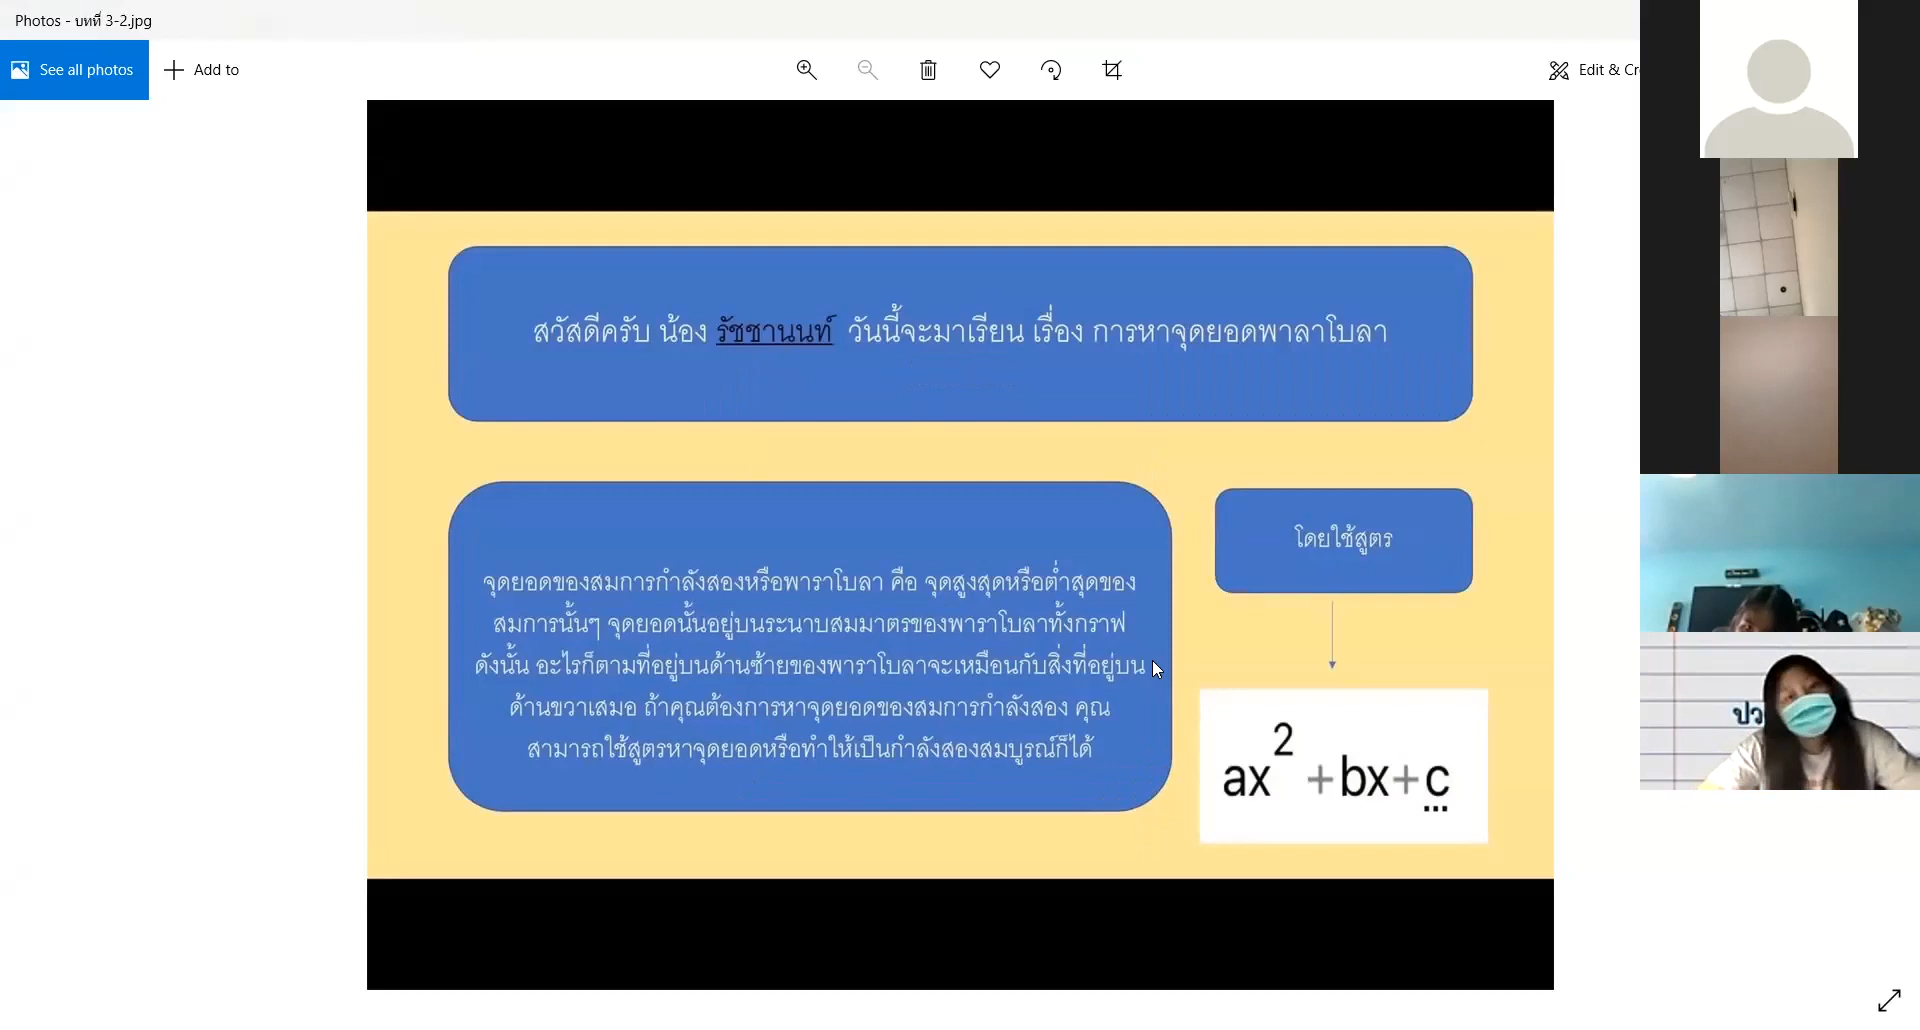 Photos - บทที่ 3-2.jpg
See all photos
Add to
Edit & Cr
สวัสดีครับ น้อง รัชชานนท์ วันนี้จะมาเรียน เรื่อง การหาจุดยอดพาลาโบลา
จุดยอดของสมการกำลังสองหรือพาราโบลา คือ จุดสูงสุดหรือต่ำสุดของ
สมการนั้นๆ จุดยอดนั้นอยู่บนระนาบสมมาตรของพาราโบลาทั้งกราฟ
ดังนั้น อะไรก็ตามที่อยู่บนด้านซ้ายของพาราโบลาจะเหมือนกับสิ่งที่อยู่บน
ด้านขวาเสมอ ถ้าคุณต้องการหาจุดยอดของสมการกำลังสอง คุณ
สามารถใช้สูตรหาจุดยอดหรือทำให้เป็นกำลังสองสมบูรณ์ก็ได้
โดยใช้สูตร
ax² +bx+c